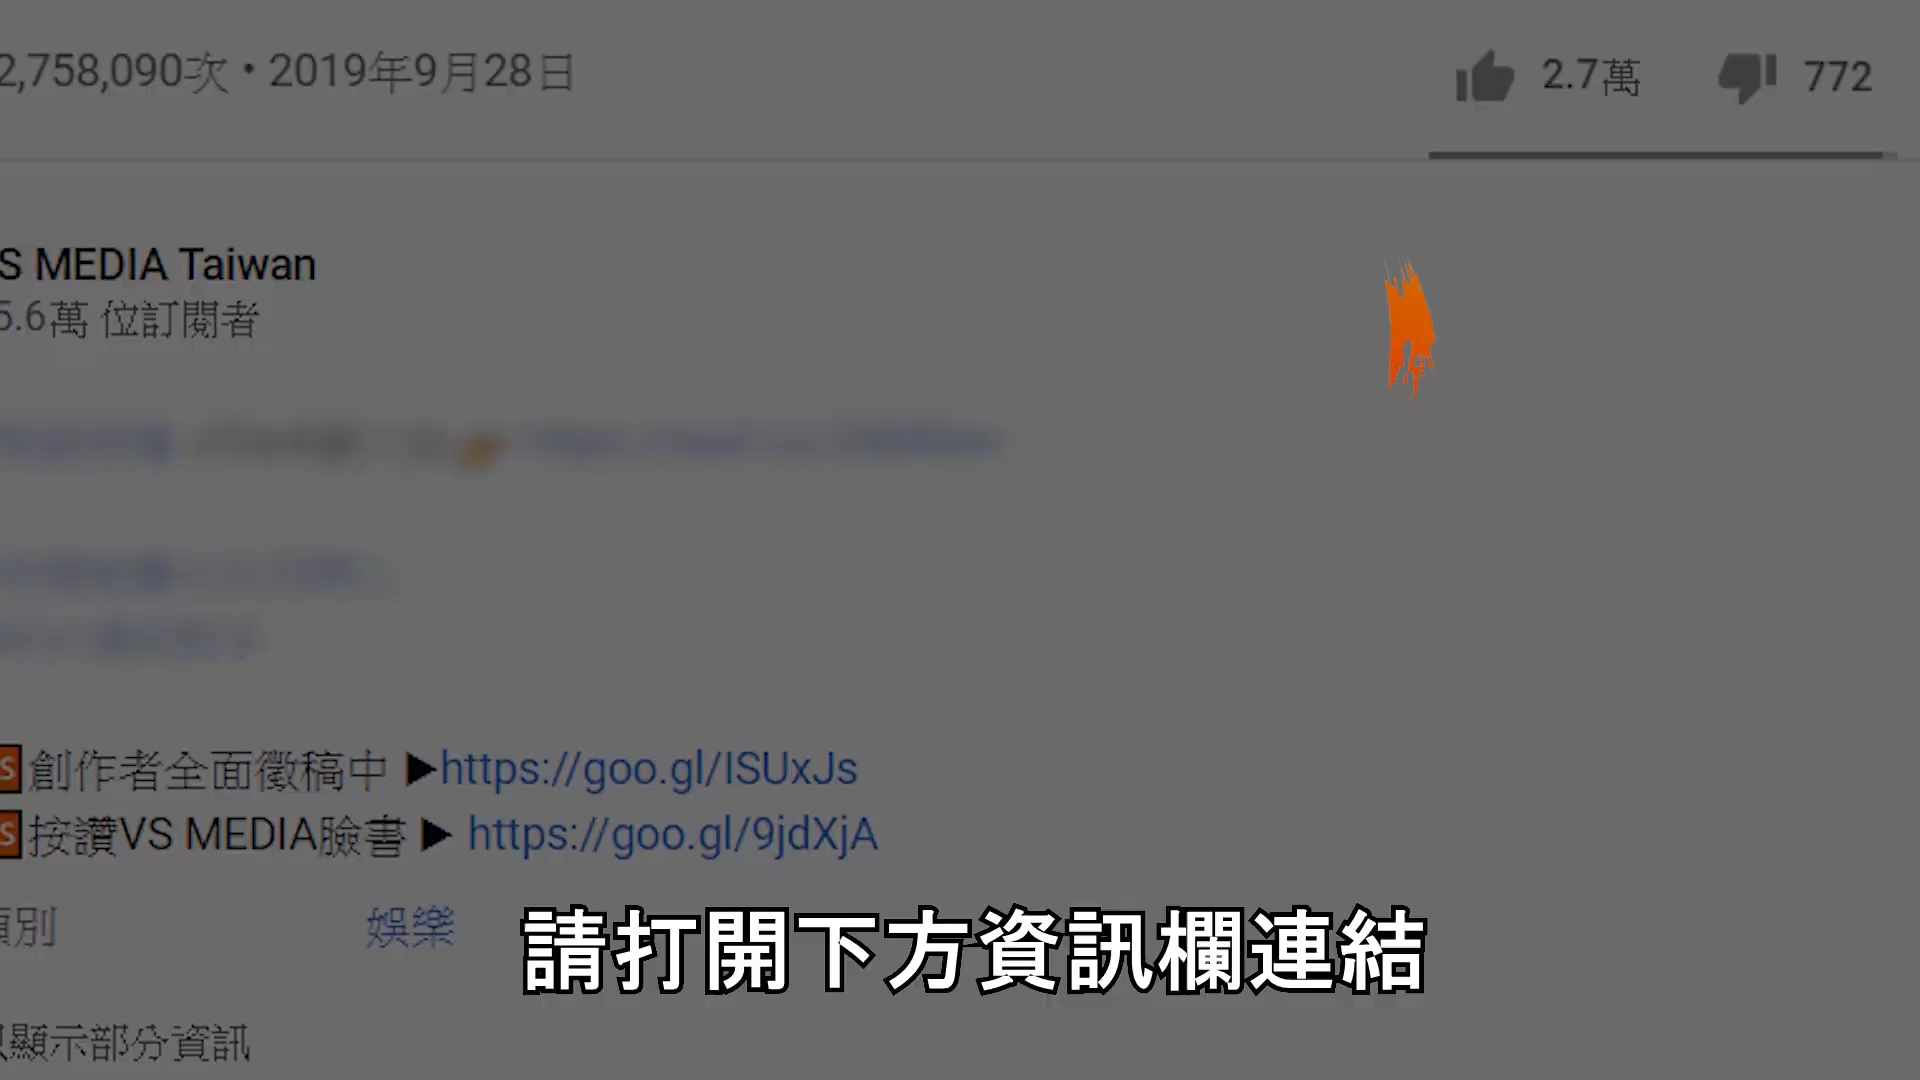 2,758,090次 • 2019年9月28日
2.7萬
772
S MEDIA Taiwan
5.6萬 位訂閱者
S創作者全面徵稿中 ▶https://goo.gl/ISUxJs
S按讚VS MEDIA臉書 ▶ https://goo.gl/9jdXjA
類別 娛樂
請打開下方資訊欄連結
只顯示部分資訊